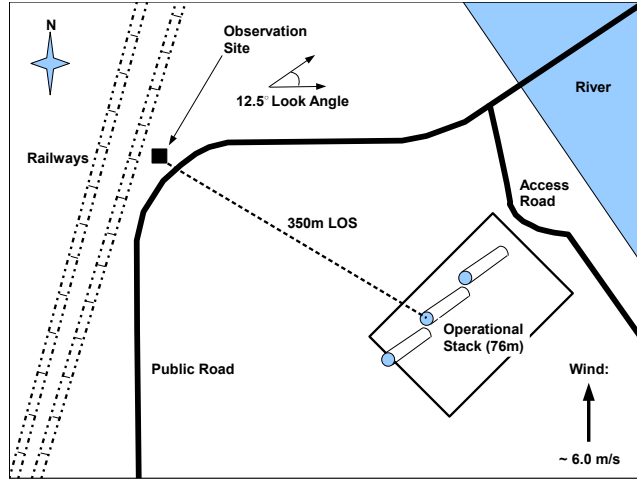 N
Observation
Site
12.5° Look Angle
River
Railways
Access
Road
350m LOS
Operational
Stack (76m)
Public Road
Wind:
~ 6.0 m/s